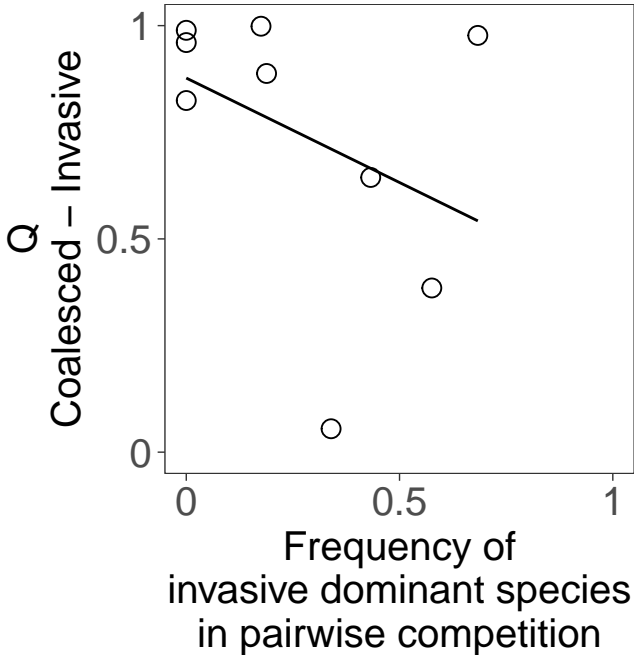 Q
Coalesced – Invasive
1
0.5
0
0
0.5
1
Frequency of
invasive dominant species
in pairwise competition